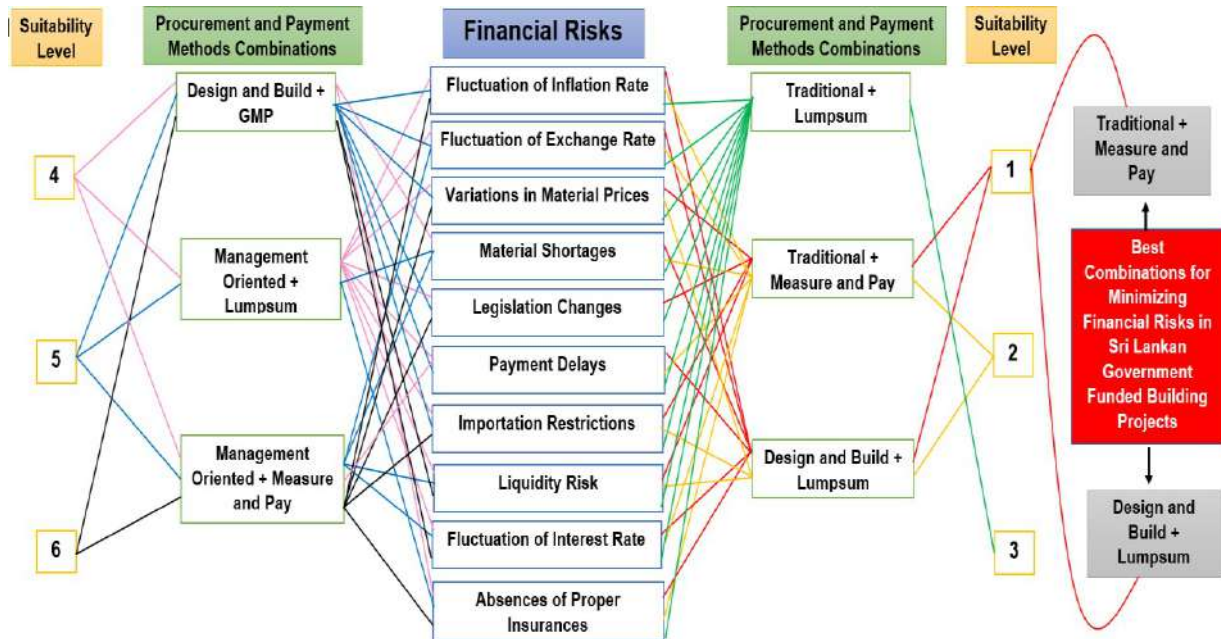 Suitability
Level
Procurement and Payment
Methods Combinations
Financial Risks
Procurement and Payment
Methods Combinations
Suitability
Level
Design and Build +
GMP
Management
Oriented +
Lumpsum
Management
Oriented + Measure
and Pay
4
5
6
Fluctuation of Inflation Rate
Fluctuation of Exchange Rate
Variations in Material Prices
Material Shortages
Legislation Changes
Payment Delays
Importation Restrictions
Liquidity Risk
Fluctuation of Interest Rate
Absences of Proper
Insurances
Traditional +
Lumpsum
Traditional +
Measure and Pay
Design and Build +
Lumpsum
1
2
3
Traditional +
Measure and
Pay
Best
Combinations for
Minimizing
Financial Risks in
Sri Lankan
Government
Funded Building
Projects
Design and
Build +
Lumpsum